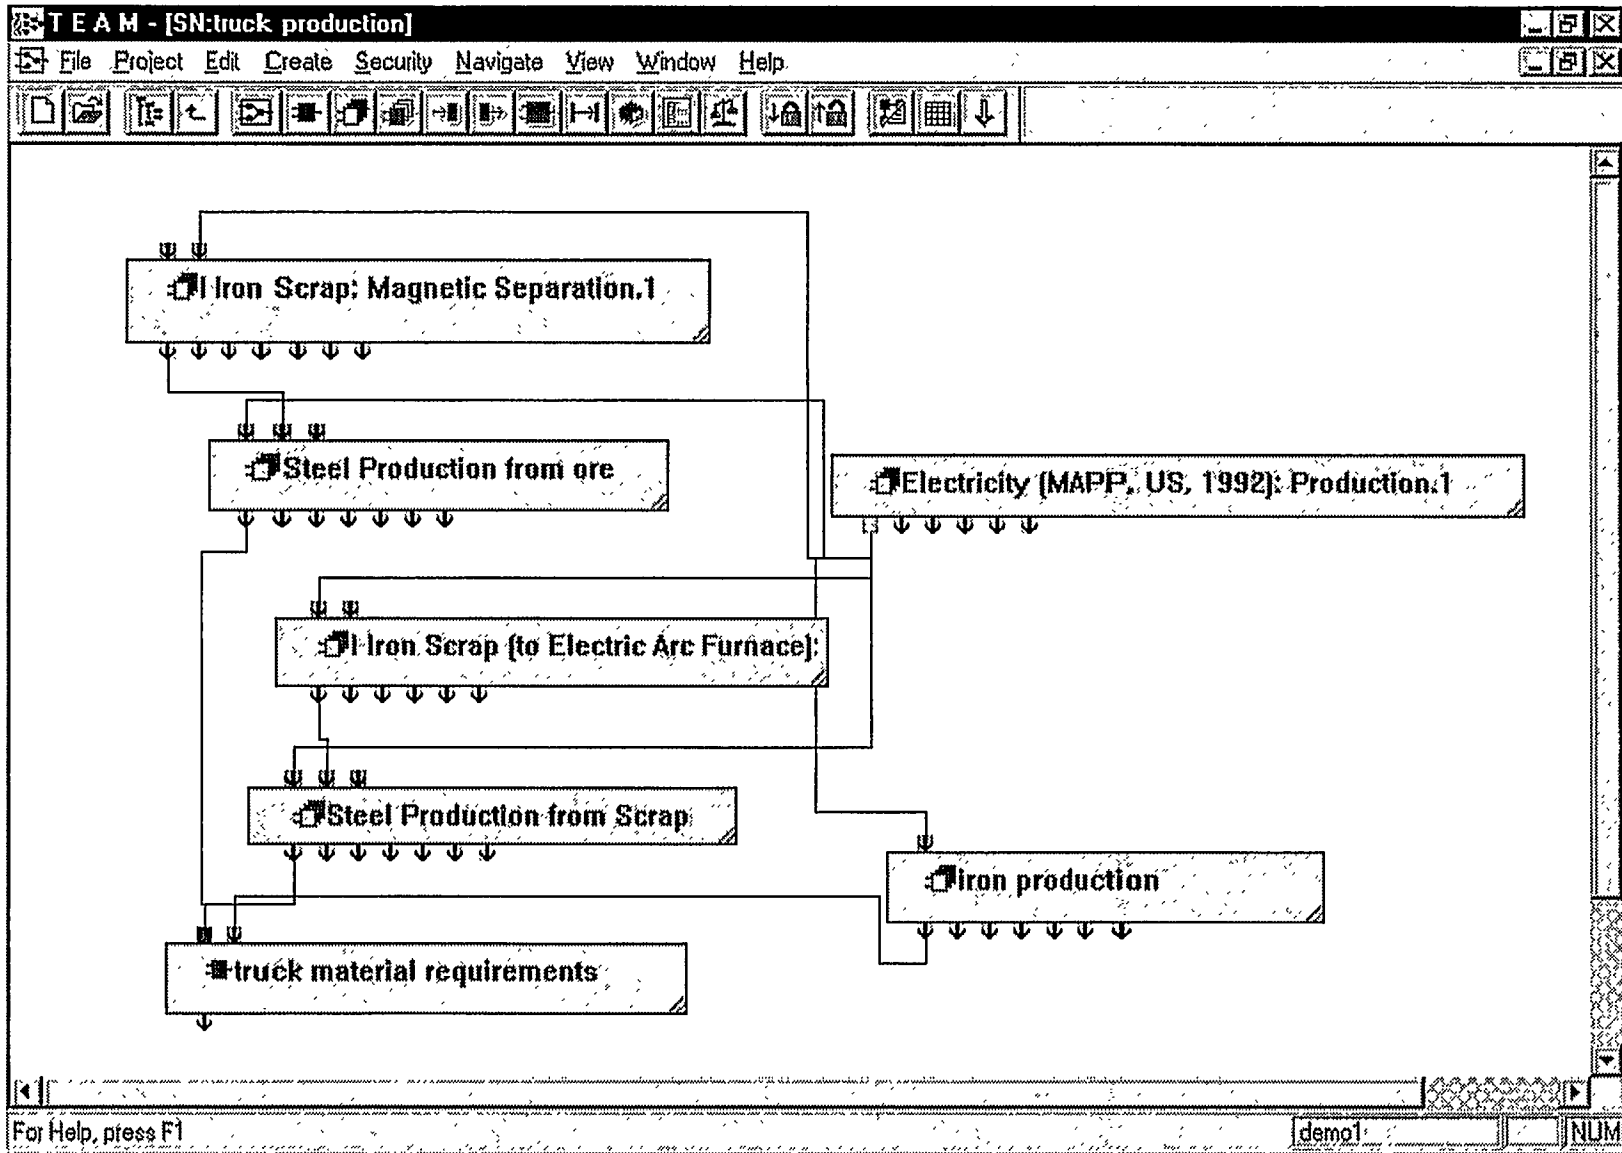 T E A M - [SN:truck production]
File Project Edit Create Security Navigate View Window Help
I Iron Scrap: Magnetic Separation.1
Steel Production from ore
Electricity (MAPP, US, 1992): Production.1
I Iron Scrap (to Electric Arc Furnace):
Steel Production from Scrap
iron production
truck material requirements
For Help, press F1
demo1
NUM